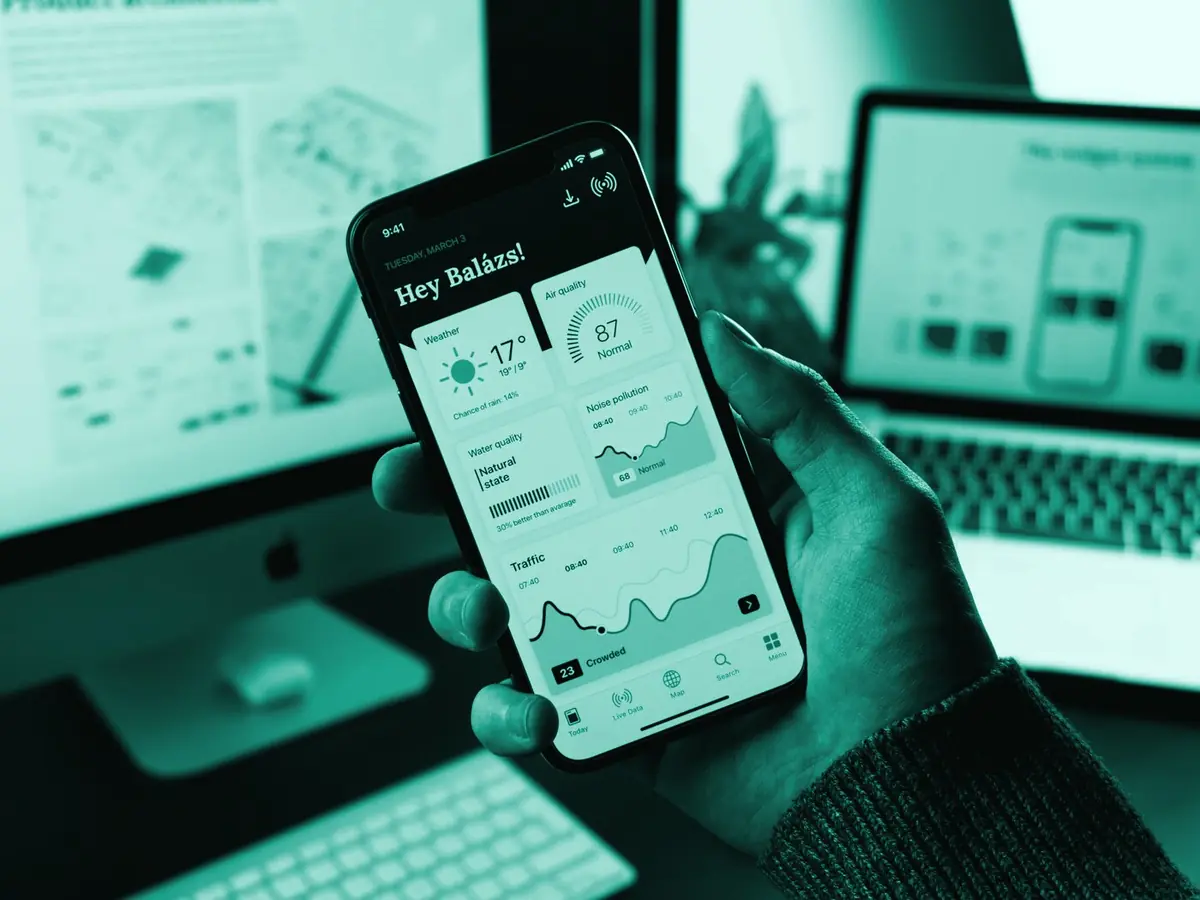 9:41
TUESDAY, MARCH 3
Hey Balázs!
Weather
17°
19° / 9°
Chance of rain: 14%
Air quality
87
Normal
Water quality
Natural
state
30% better than avarage
Noise pollution
08:40 09:40 10:40
68 Normal
Traffic
07:40 08:40 09:40 11:40 12:40
23 Crowded
Today Live Data Map Search Menu